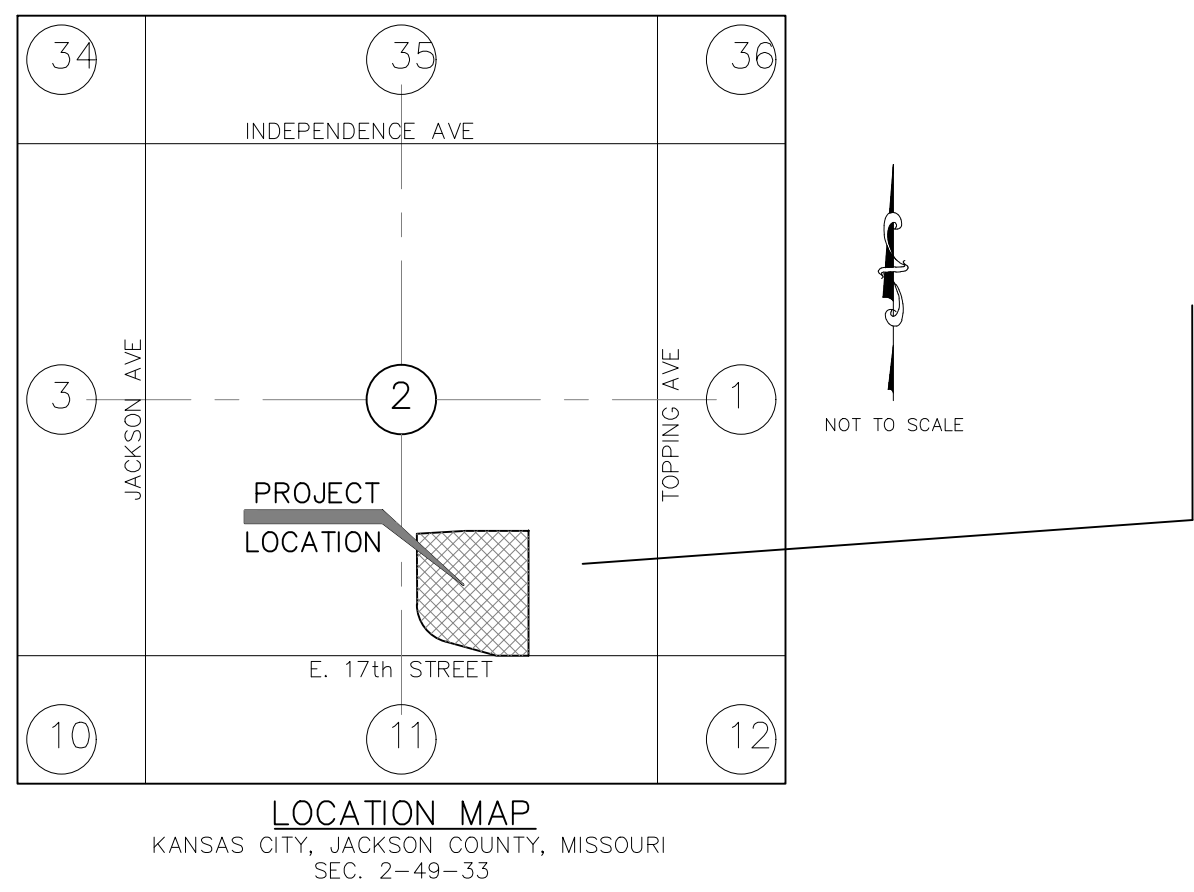 34
35
36
INDEPENDENCE AVE
JACKSON AVE
TOPPING AVE
3
2
1
NOT TO SCALE
PROJECT
LOCATION
E. 17th STREET
10
11
12
LOCATION MAP
KANSAS CITY, JACKSON COUNTY, MISSOURI
SEC. 2-49-33